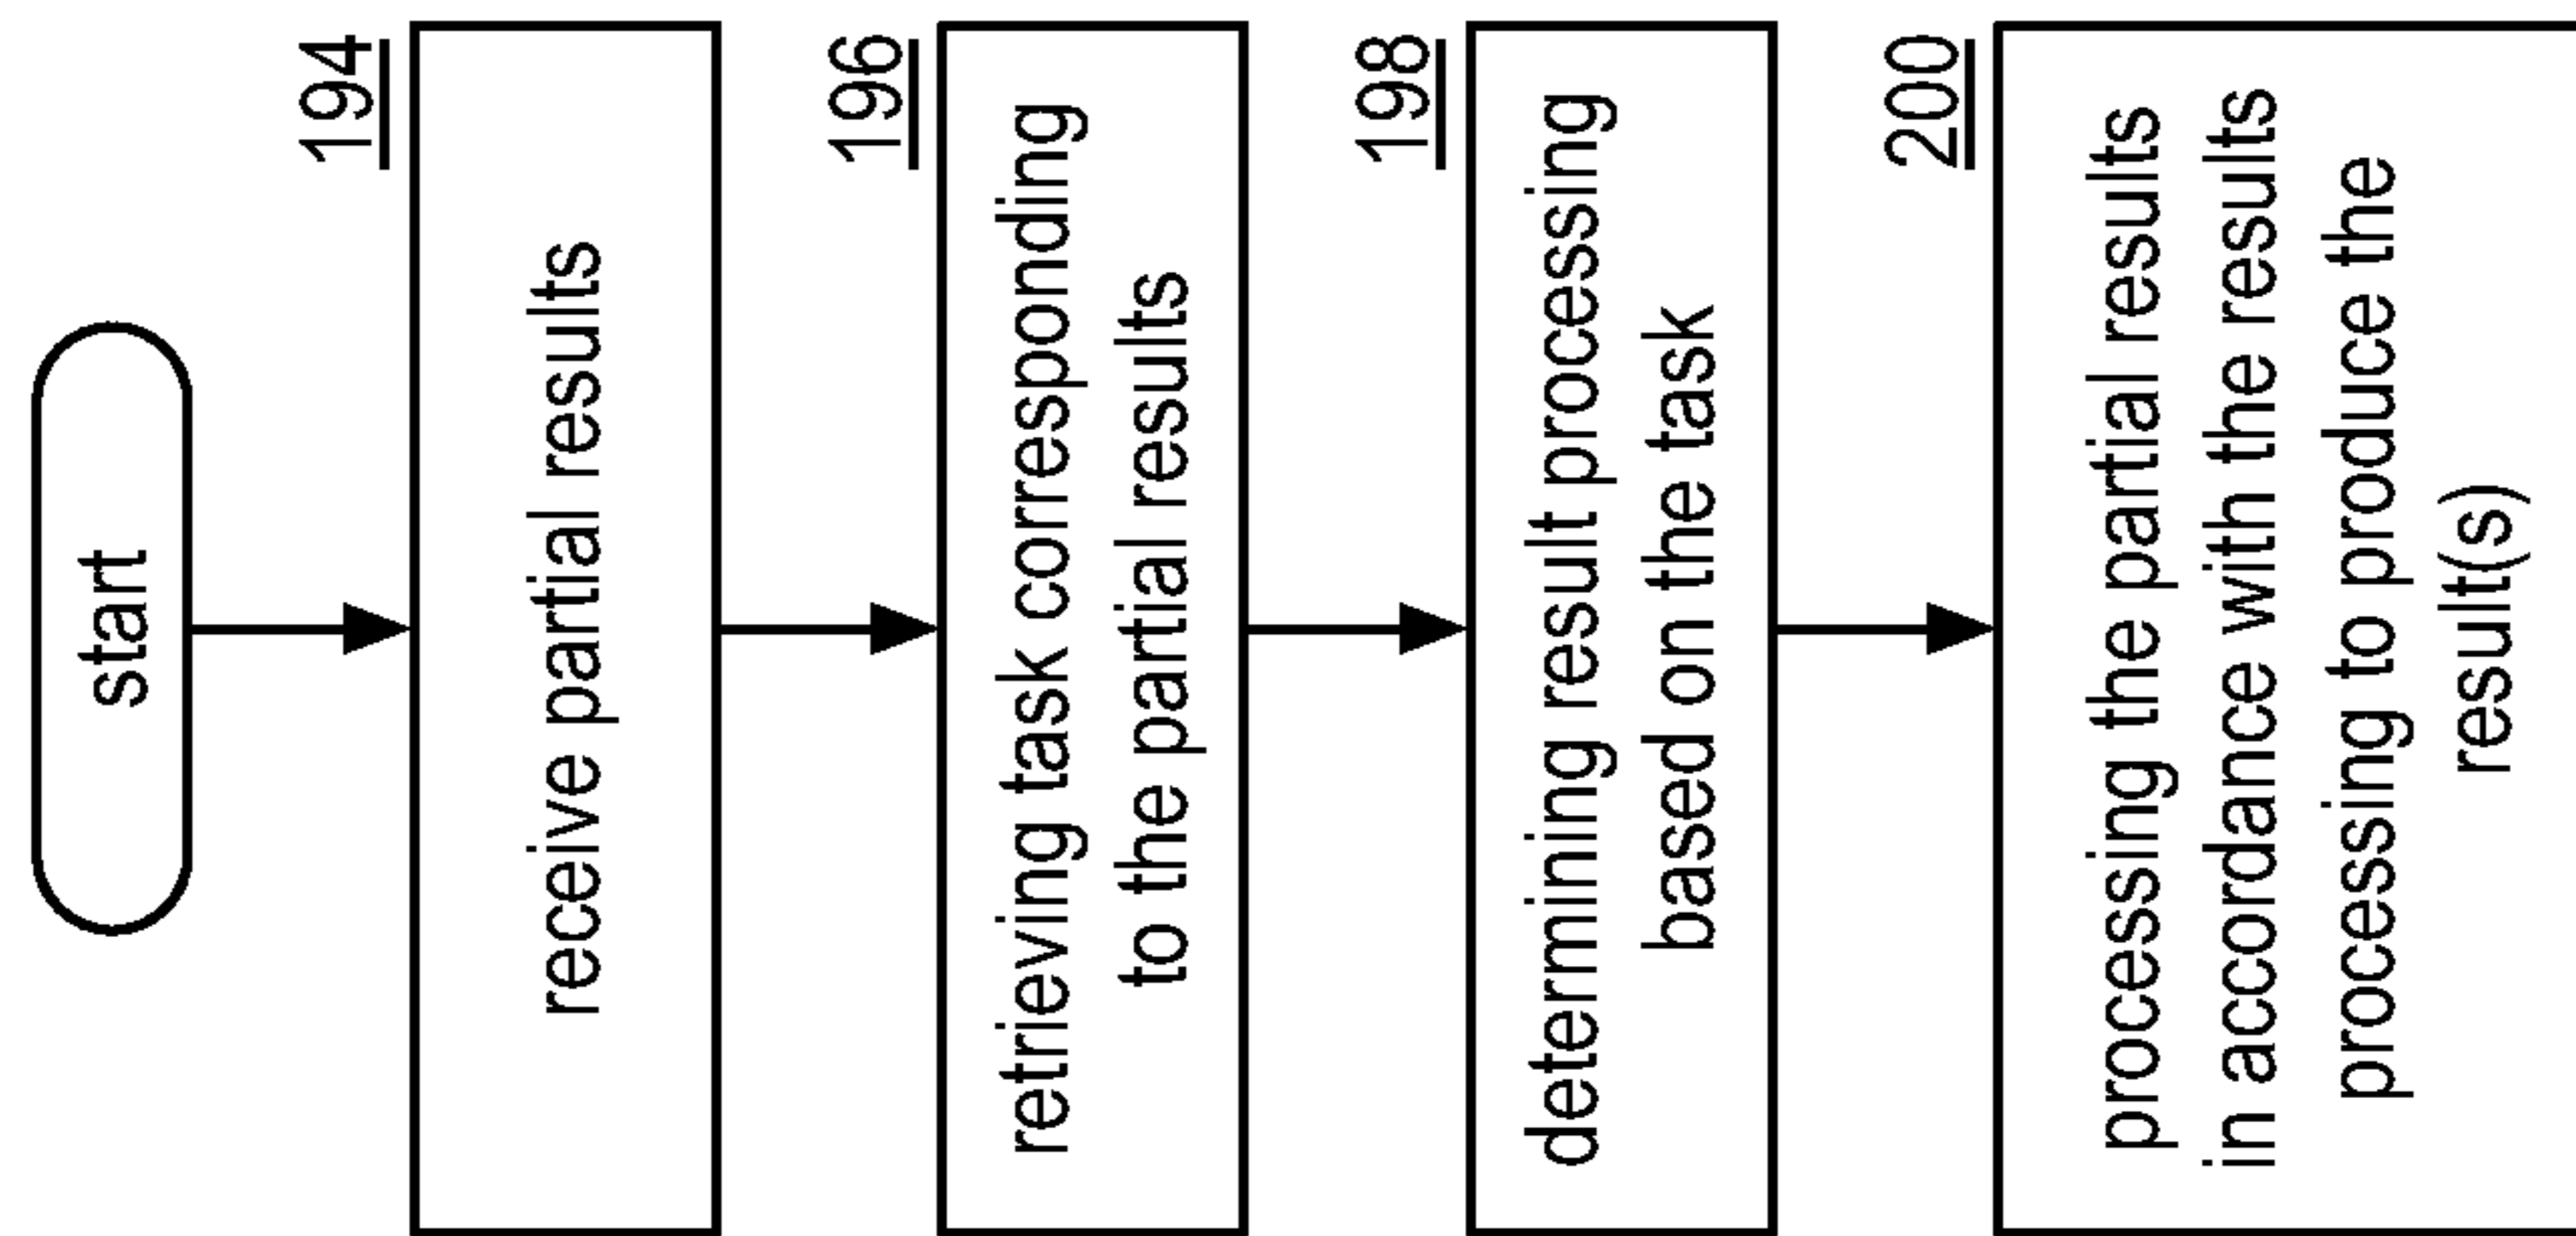 start
194
receive partial results
196
retrieving task corresponding
to the partial results
198
determining result processing
based on the task
200
processing the partial results
in accordance with the results
processing to produce the
result(s)